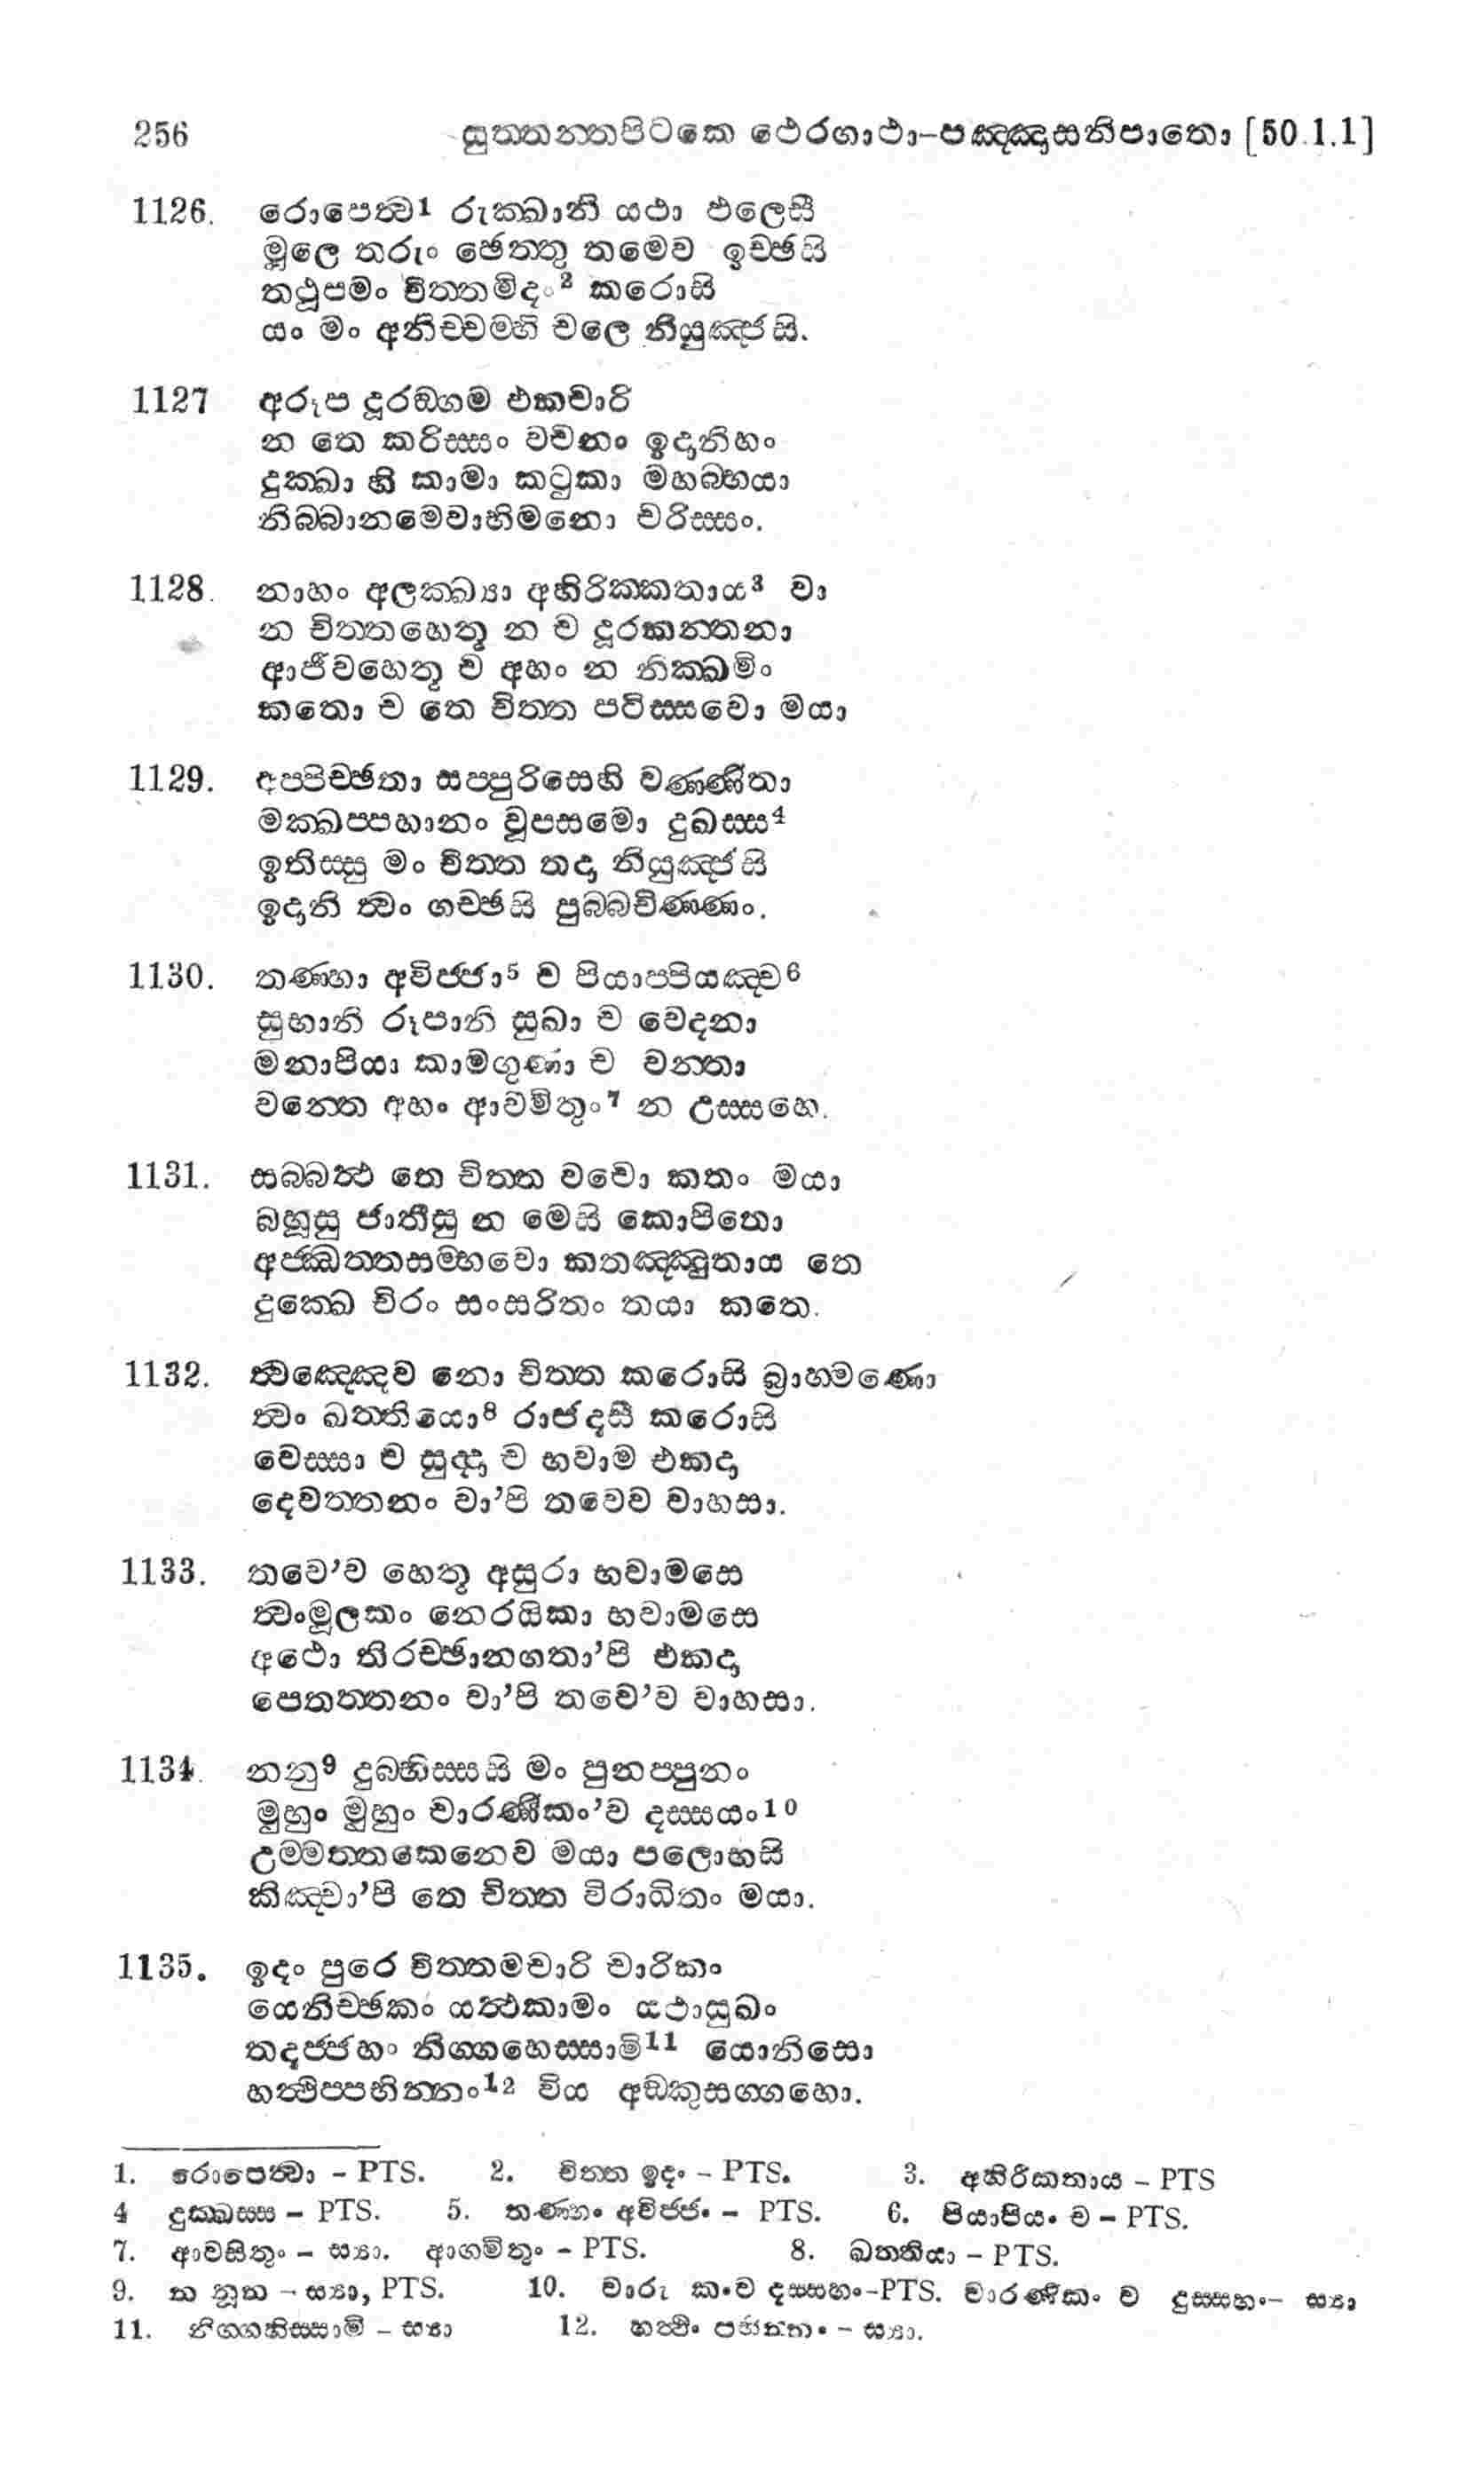 256 සුත්තන්තපිටකෙ ථෙරගාථා-පඤ්ඤාසනිපාතො [50.1.1]
1126. රොපෙත්‍ව1 රුක්ඛානි යථා ඵලෙසී
මූලෙ තරුං ඡෙත්තු තමෙව ඉච්ඡසි
තථූපමං චිත්තමිදං2 කරොසි
යං මං අනිච්චම්හි චලෙ නියුඤ්ජසි.
1127 අරූප දූරඞ්ගම එකචාරි
න තෙ කරිස්සං වචනං ඉදානිහං
දුක්ඛා හි කාමා කටුකා මහබ්භයා
නිබ්බානමෙවාභිමනො චරිස්සං.
1128. නාහං අලක්ඛ්‍යා අහිරික්කතාය3 වා
න චිත්තහෙතූ න ච දූරකන්තනා
ආජීවහෙතූ ච අහං න නික්ඛමිං
කතො ච තෙ චිත්ත පටිස්සවො මයා
1129. අප්පිච්ඡතා සප්පුරිසෙහි වණ්ණිතා
මක්ඛප්පහානං වූපසමො දුඛස්ස4
ඉතිස්සු මං චිත්ත තදා නියුඤ්ජසි
ඉදානි ත්‍වං ගච්ඡසි පුබ්බචිණ්ණං.
1130. තණ්හා අවිජ්ජා5 ච පියාප්පියඤ්ච6
සුභානි රූපානි සුඛා ච වෙදනා
මනාපියා කාමගුණා ච වන්තා
වන්තෙ අහං ආවමිතුං7 න උස්සහෙ.
1131. සබ්බත්‍ථ තෙ චිත්ත වචො කතං මයා
බහූසු ජාතීසු න මෙසි කොපිතො
අජ්ඣත්තසම්භවො කතඤ්ඤුතාය තෙ
දුක්ඛෙ චිරං සංසරිතං තයා කතෙ.
1132. ත්‍වඤ්ඤෙව නො චිත්ත කරොසි බ්‍රාහ්මණො
ත්‍වං ඛත්තියො8 රාජදසී කරොසි
වෙස්සා ච සුද්දා ච භවාම එකදා
දෙවත්තනං වා’පි තවෙව වාහසා.
1133. තවෙ’ව හෙතූ අසුරා භවාමසෙ
ත්‍වංමූලකං නෙරයිකා භවාමසෙ
අථො තිරච්ඡානගතා’පි එකදා
පෙතත්තනං වා’පි තවෙ’ව වාහසා.
1134. නනු9 දුබ්භිස්සසි මං පුනප්පුනං
මුහුං මුහුං චාරණිකං’ව දස්සයං10
උම්මත්තකෙනෙව මයා පලොභසි
කිඤ්චා’පි තෙ චිත්ත විරාධිතං මයා.
1135. ඉදං පුරෙ චිත්තමචාරි චාරිකං
යෙනිච්ඡකං යත්‍ථකාමං යථාසුඛං
තදජ්ජහං නිග්ගහෙස්සාමි11 යොනිසො
හත්‍ථිප්පභින්නං12 විය අඞ්කුසග්ගහො.
1. රොපෙත්‍වා - PTS. 2. චිත්ත ඉදං - PTS. 3. අහිරීකතාය - PTS
4 දුක්ඛස්ස - PTS. 5. තණ්හං අවිජ්ජං - PTS. 6. පියාපියං ච - PTS.
7. ආවසිතුං - ස්‍යා. ආගමිතුං - PTS. 8. ඛත්තියා - PTS.
9. න නූන - ස්‍යා, PTS. 10. චාරු කංව දස්සහං-PTS. චාරණිකං ව දුස්සහං- ස්‍යා
11. නිග්ගහිස්සාමි - ස්‍යා 12. හත්‍ථිං පභින්නං - ස්‍යා.